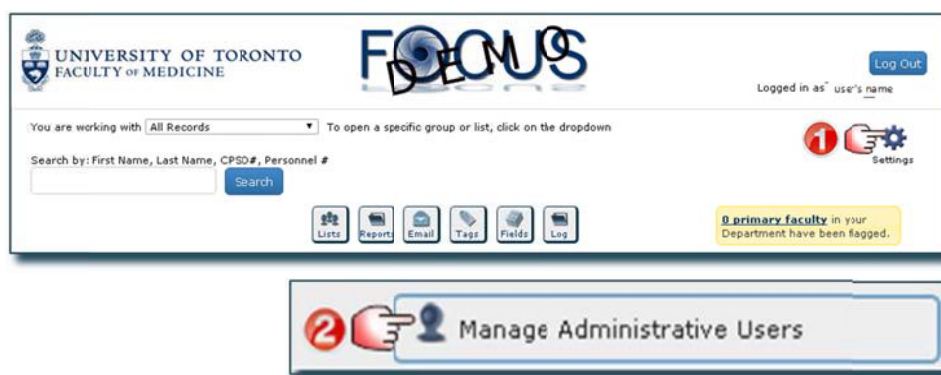 UNIVERSITY OF TORONTO
FACULTY OF MEDICINE
FOCUS
DEMO
Log Out
Logged in as user's name
You are working with All Records To open a specific group or list, click on the dropdown
1
Settings
Search by: First Name, Last Name, CPSO#, Personnel #
Search
Lists Reports Email Tags Fields Log
0 primary faculty in your
Department have been flagged.
2 Manage Administrative Users